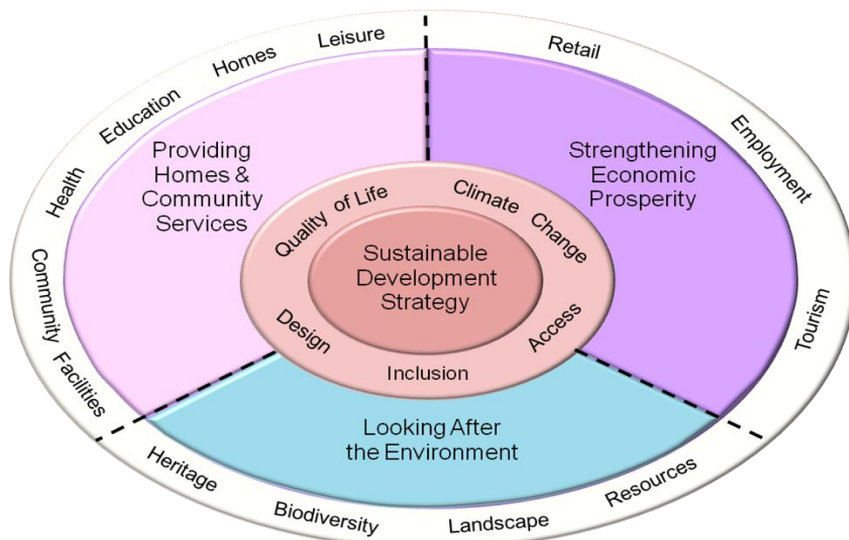 Leisure
Homes
Education
Health
Community Facilities
Retail
Employment
Tourism
Providing
Homes &
Community
Services
Strengthening
Economic
Prosperity
Quality of Life
Climate Change
Sustainable
Development
Strategy
Design
Inclusion
Access
Looking After
the Environment
Heritage
Biodiversity
Landscape
Resources